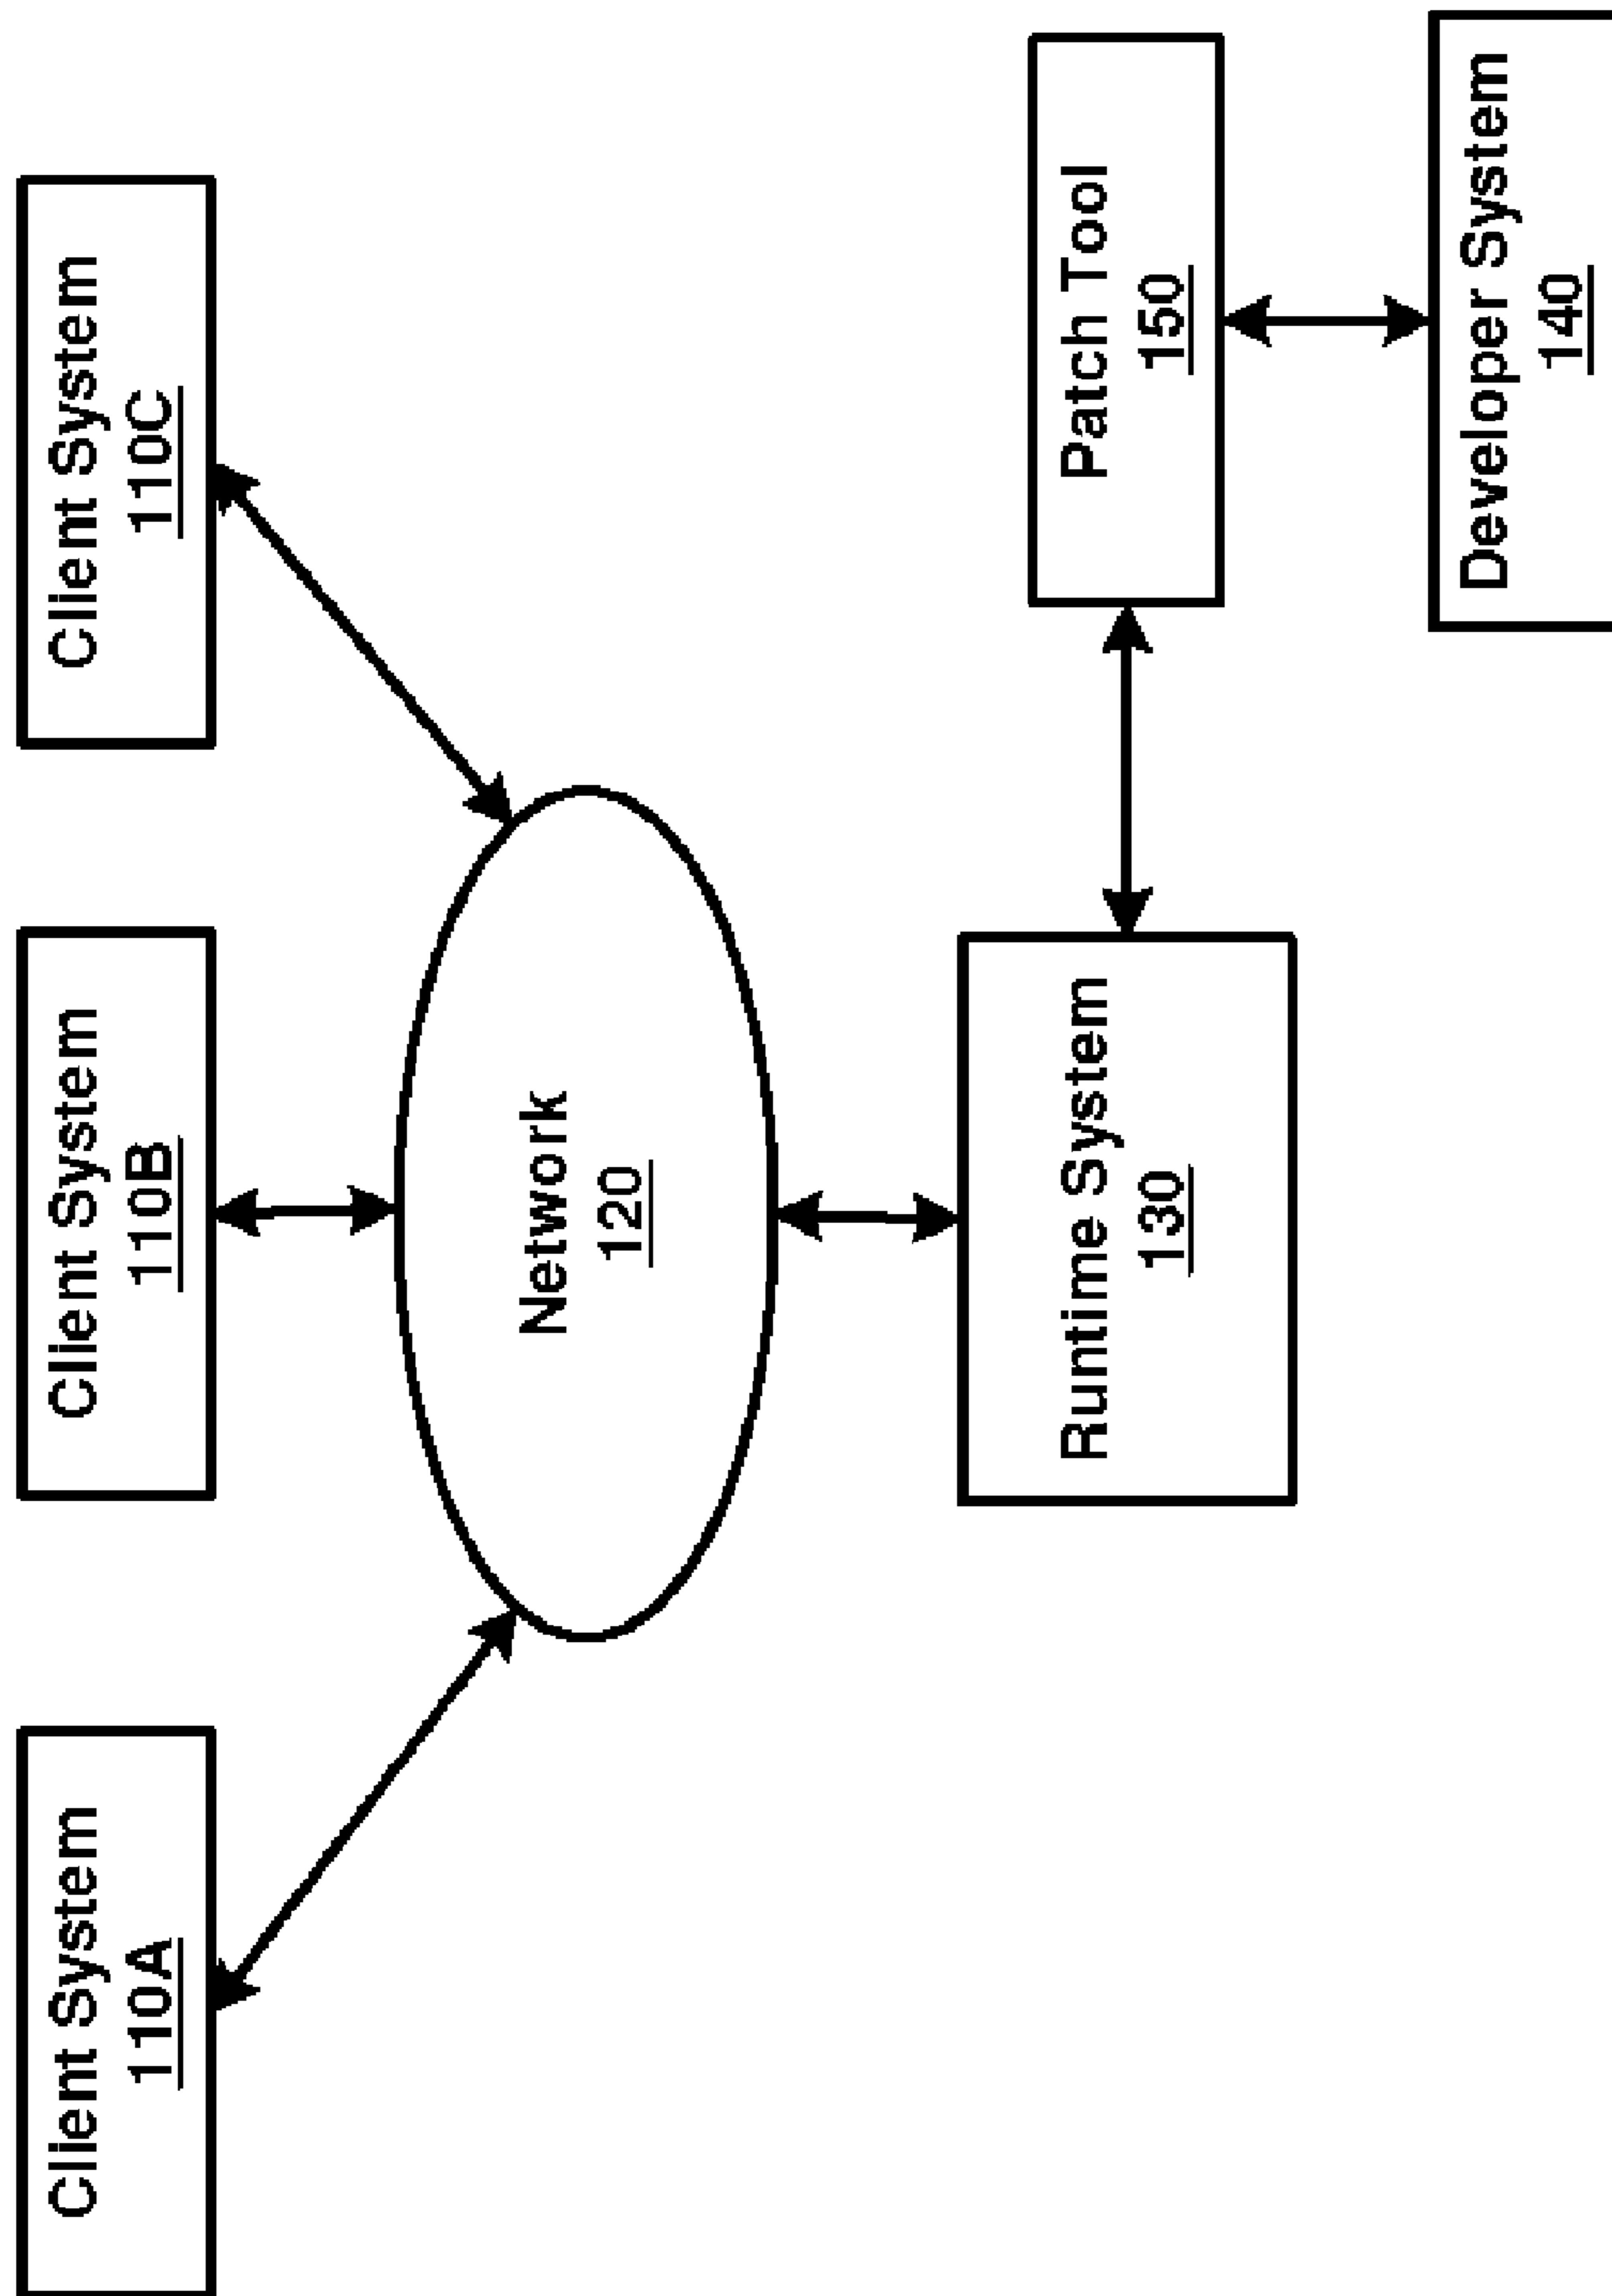 Client System
110A
Client System
110B
Client System
110C
Network
120
Runtime System
130
Patch Tool
150
Developer System
140